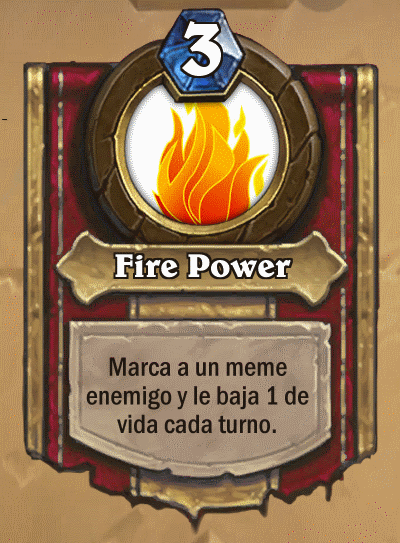 3
Fire Power
Marca a un meme
enemigo y le baja 1 de
vida cada turno.